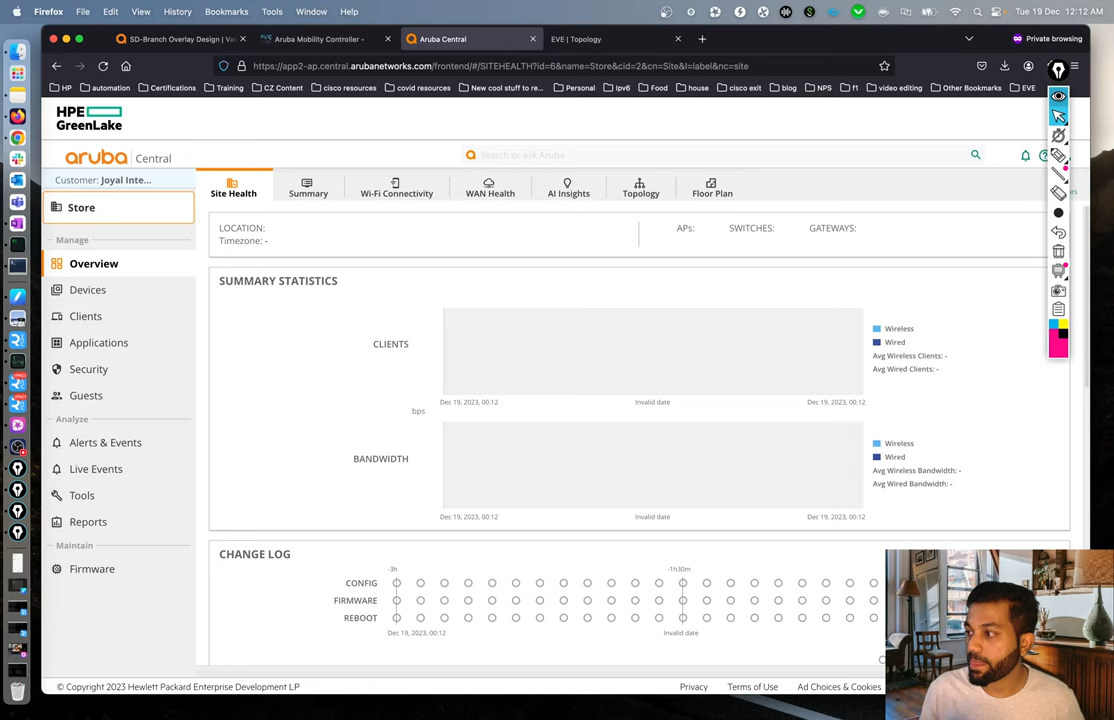 Firefox File Edit View History Bookmarks Tools Window Help Tue 19 Dec 12:12 AM
SD-Branch Overlay Design | Val
Aruba Mobility Controller -
Aruba Central
EVE | Topology
Private browsing
https://app2-ap.central.arubanetworks.com/frontend/#/SITEHEALTH?id=6&name=Store&cid=2&cn=Site&l=label&nc=site
HP automation Certifications Training CZ Content cisco resources covid resources New cool stuff to re... Personal Ipv6 Food house cisco exit blog NPS f1 video editing Other Bookmarks EVE
HPE
GreenLake
aruba Central
Search or ask Aruba
Customer: Joyal Inte...
Store
Manage
Overview
Devices
Clients
Applications
Security
Guests
Analyze
Alerts & Events
Live Events
Tools
Reports
Maintain
Firmware
Site Health Summary Wi-Fi Connectivity WAN Health AI Insights Topology Floor Plan
LOCATION:
Timezone: -
APs: SWITCHES: GATEWAYS:
SUMMARY STATISTICS
CLIENTS
Wireless
Wired
Avg Wireless Clients: -
Avg Wired Clients: -
Dec 19, 2023, 00:12 Invalid date Dec 19, 2023, 00:12
bps
BANDWIDTH
Wireless
Wired
Avg Wireless Bandwidth: -
Avg Wired Bandwidth: -
Dec 19, 2023, 00:12 Invalid date Dec 19, 2023, 00:12
CHANGE LOG
-3h -1h30m
CONFIG
FIRMWARE
REBOOT
Dec 19, 2023, 00:12 Invalid date
© Copyright 2023 Hewlett Packard Enterprise Development LP
Privacy Terms of Use Ad Choices & Cookies